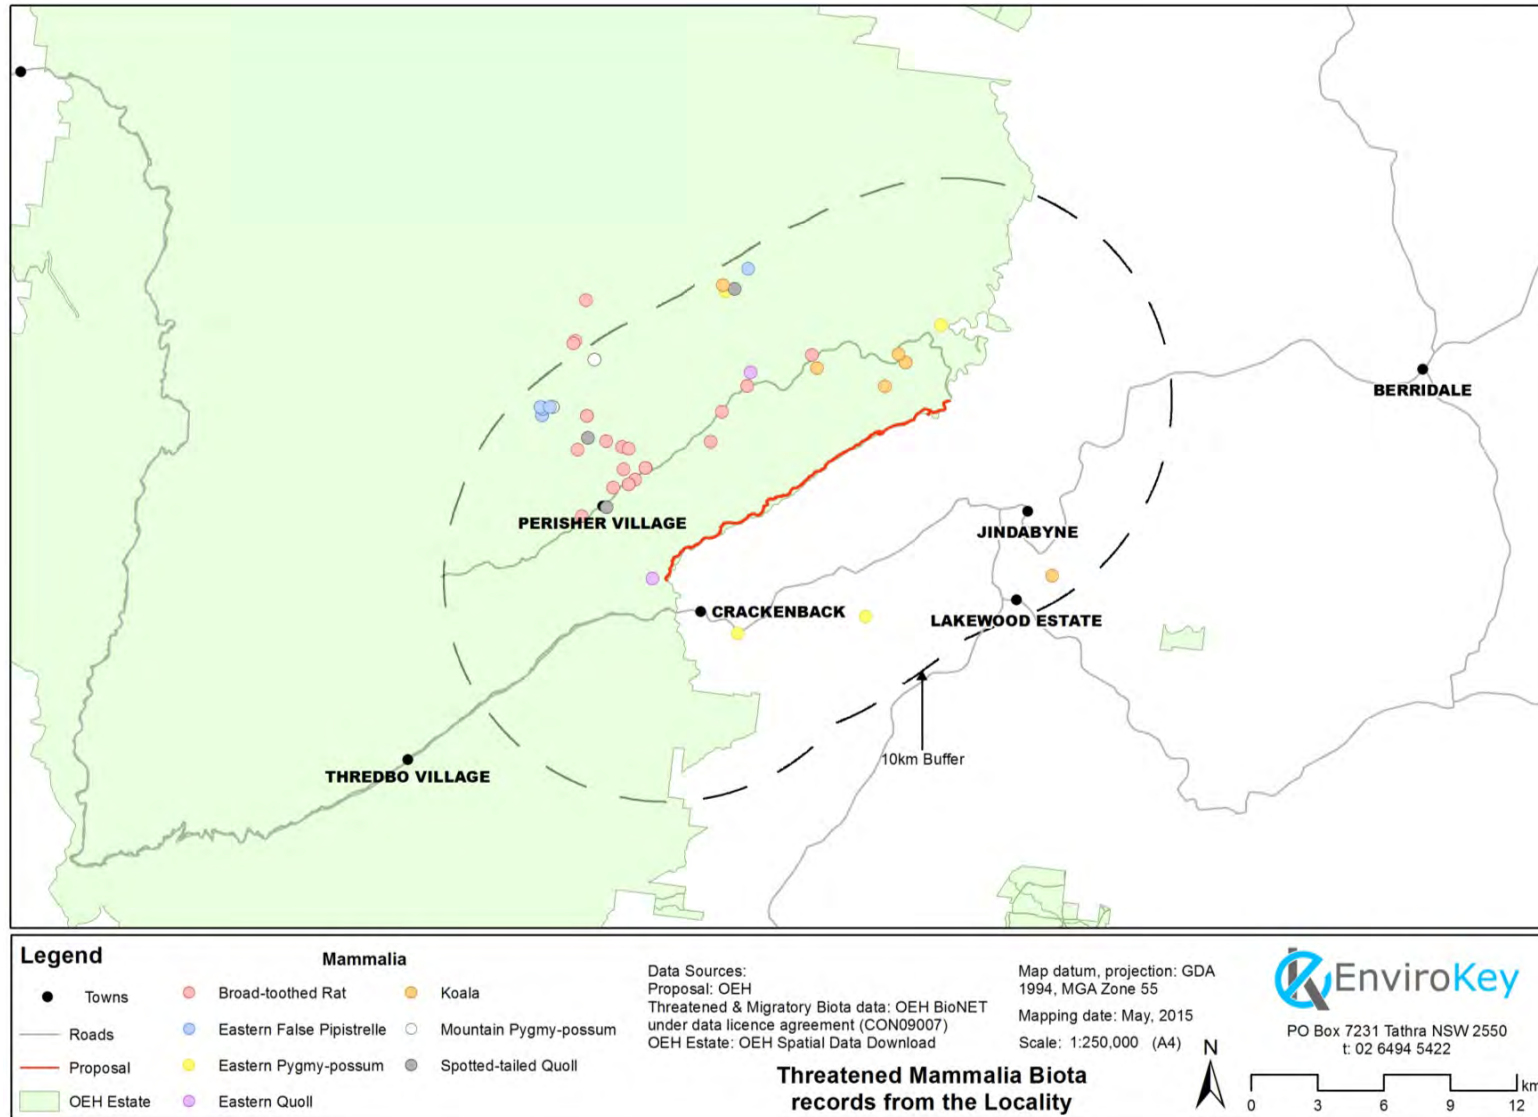 BERRIDALE
PERISHER VILLAGE
JINDABYNE
CRACKENBACK
LAKEWOOD ESTATE
10km Buffer
THREDBO VILLAGE
Legend
Towns
Roads
Proposal
OEH Estate
Mammalia
Broad-toothed Rat
Eastern False Pipistrelle
Eastern Pygmy-possum
Eastern Quoll
Koala
Mountain Pygmy-possum
Spotted-tailed Quoll
Data Sources:
Proposal: OEH
Threatened & Migratory Biota data: OEH BioNET
under data licence agreement (CON09007)
OEH Estate: OEH Spatial Data Download
Map datum, projection: GDA
1994, MGA Zone 55
Mapping date: May, 2015
Scale: 1:250,000 (A4)
Threatened Mammalia Biota
records from the Locality
N
EnviroKey
PO Box 7231 Tathra NSW 2550
t: 02 6494 5422
km
0 3 6 9 12